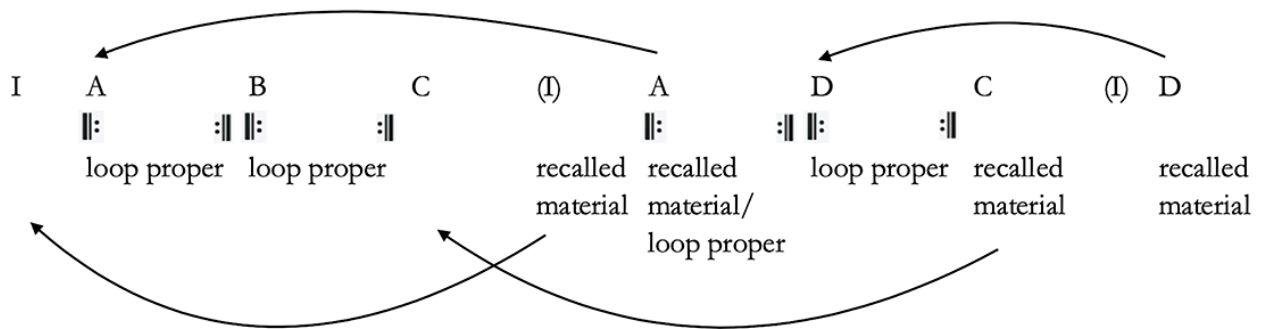 I A B C (I) A D C (I) D
loop proper loop proper recalled recalled loop proper recalled recalled
material material/ material material
loop proper